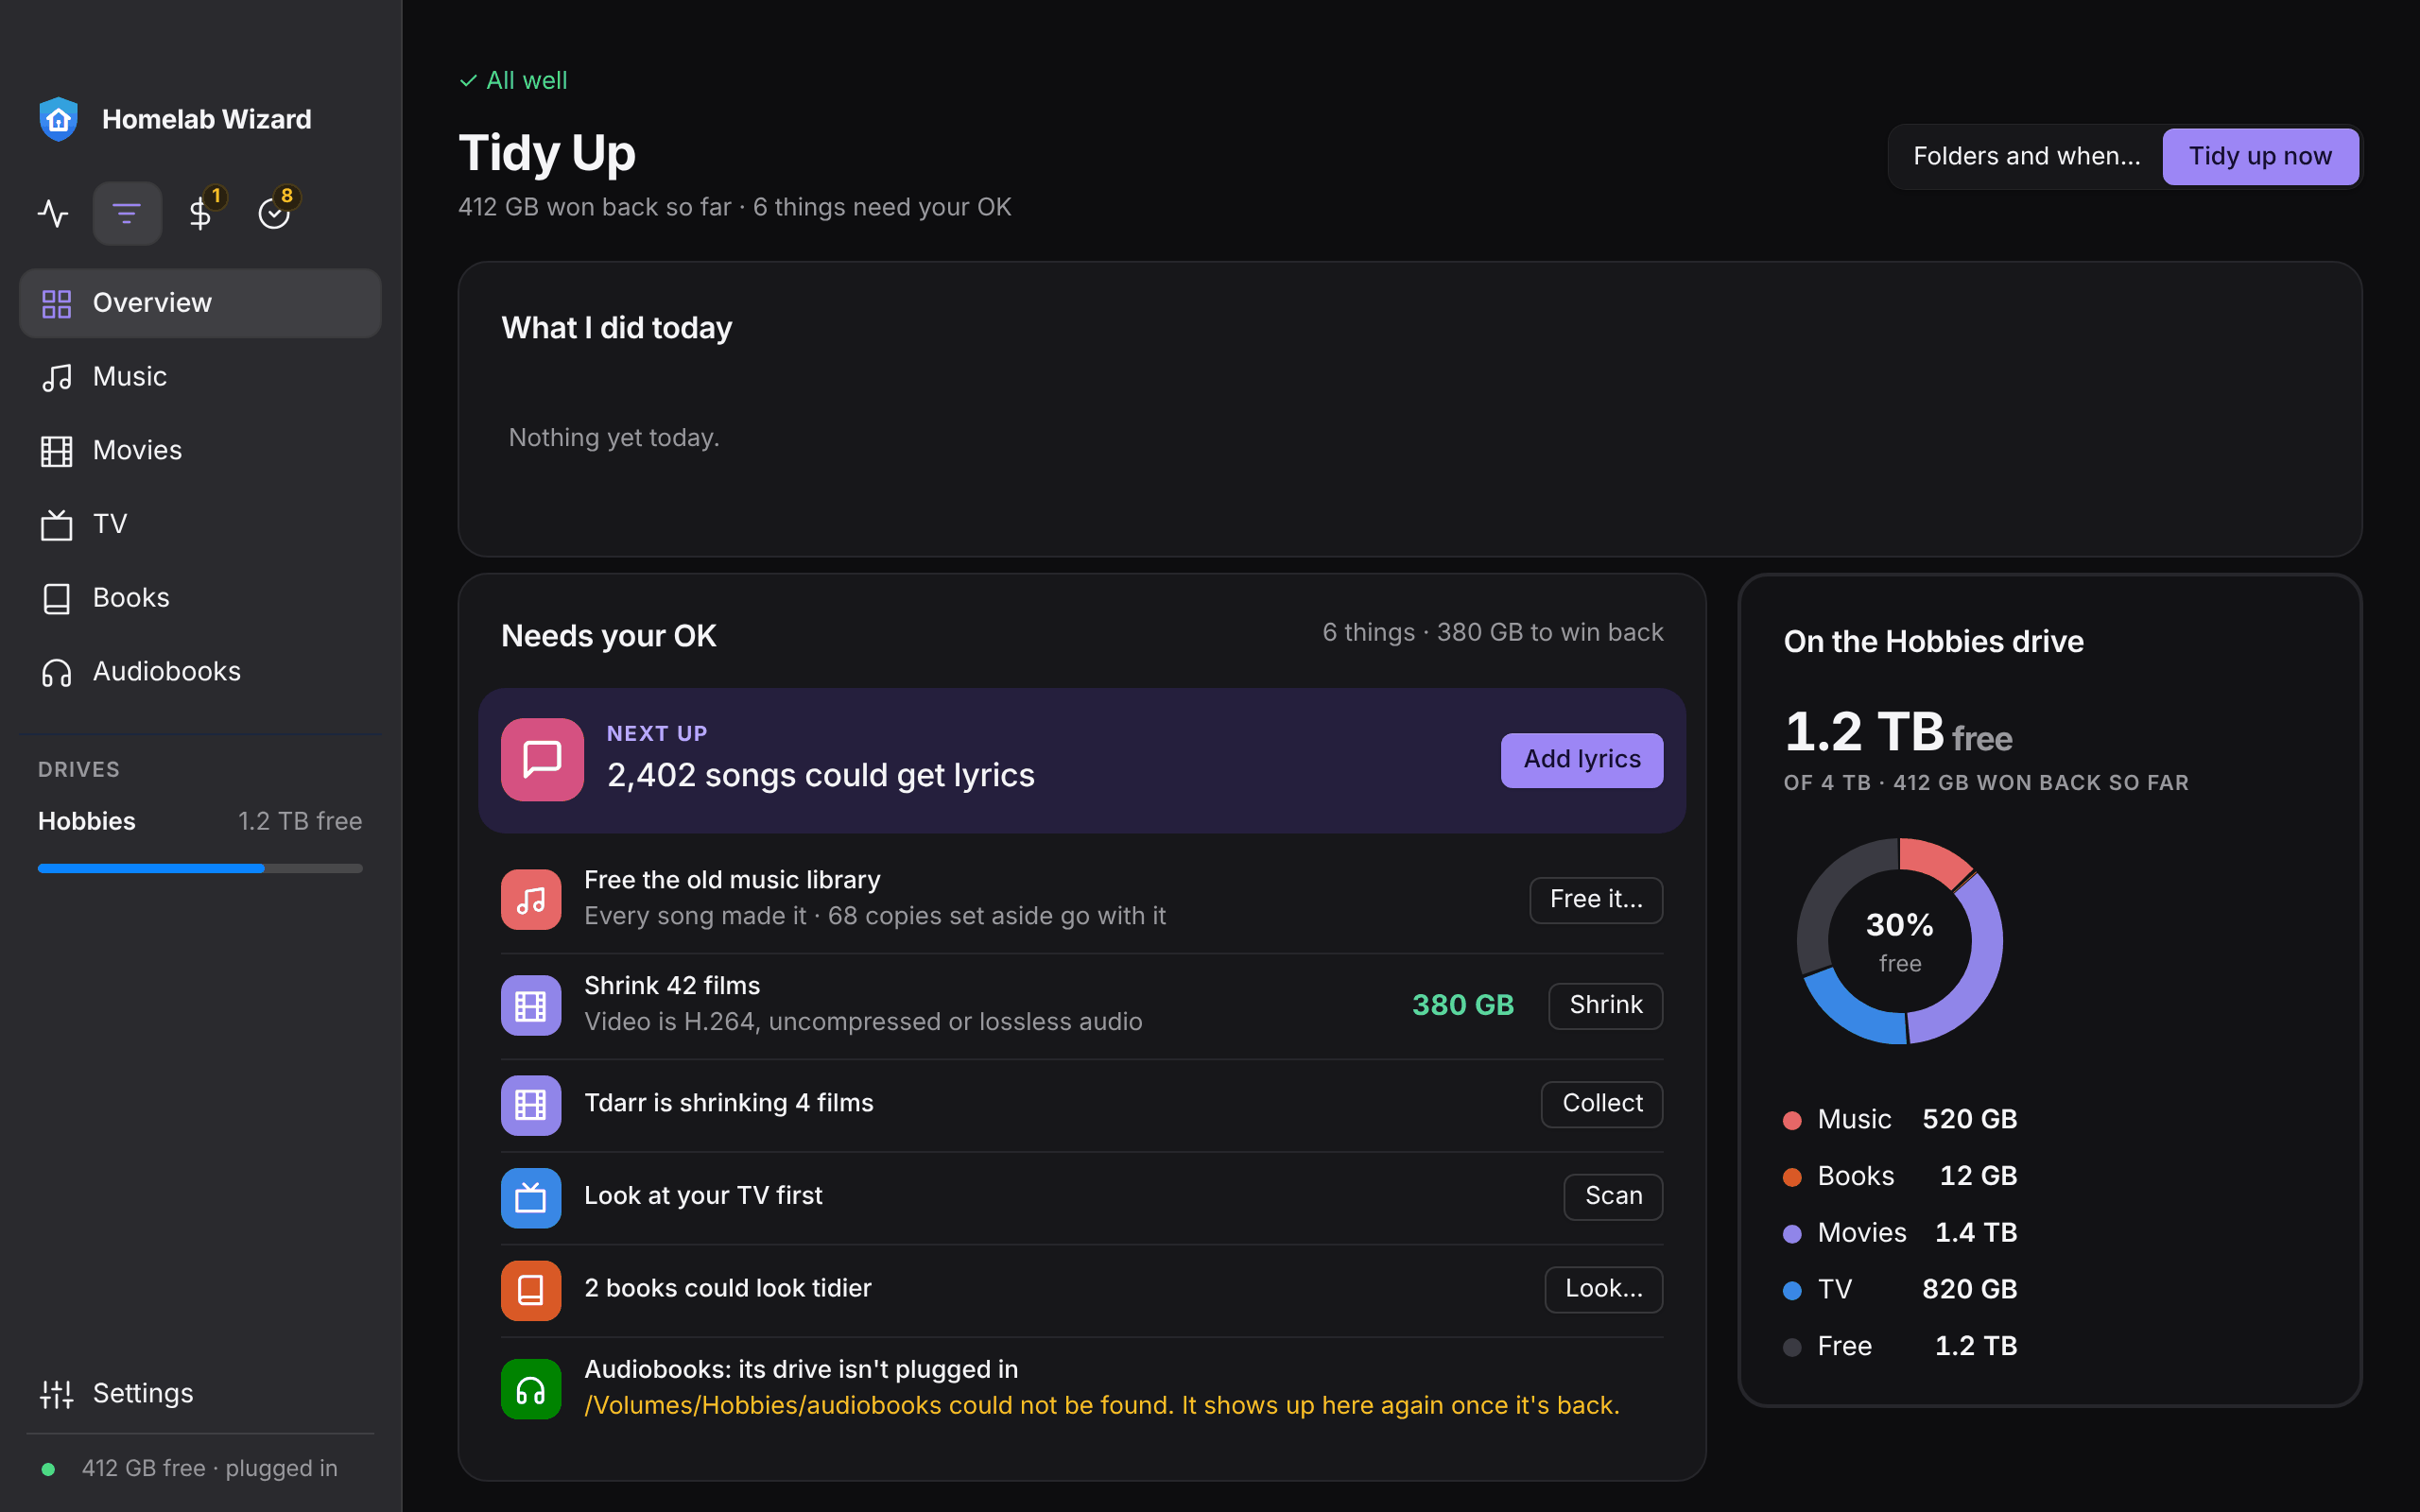 Homelab Wizard
1
8
Overview
Music
Movies
TV
Books
Audiobooks
DRIVES
Hobbies 1.2 TB free
Settings
412 GB free · plugged in
✓ All well
Tidy Up
412 GB won back so far · 6 things need your OK
Folders and when...
Tidy up now
What I did today
Nothing yet today.
Needs your OK
6 things · 380 GB to win back
NEXT UP
2,402 songs could get lyrics
Add lyrics
Free the old music library
Every song made it · 68 copies set aside go with it
Free it...
Shrink 42 films
Video is H.264, uncompressed or lossless audio
380 GB
Shrink
Tdarr is shrinking 4 films
Collect
Look at your TV first
Scan
2 books could look tidier
Look...
Audiobooks: its drive isn't plugged in
/Volumes/Hobbies/audiobooks could not be found. It shows up here again once it's back.
On the Hobbies drive
1.2 TB free
OF 4 TB · 412 GB WON BACK SO FAR
30%
free
Music 520 GB
Books 12 GB
Movies 1.4 TB
TV 820 GB
Free 1.2 TB